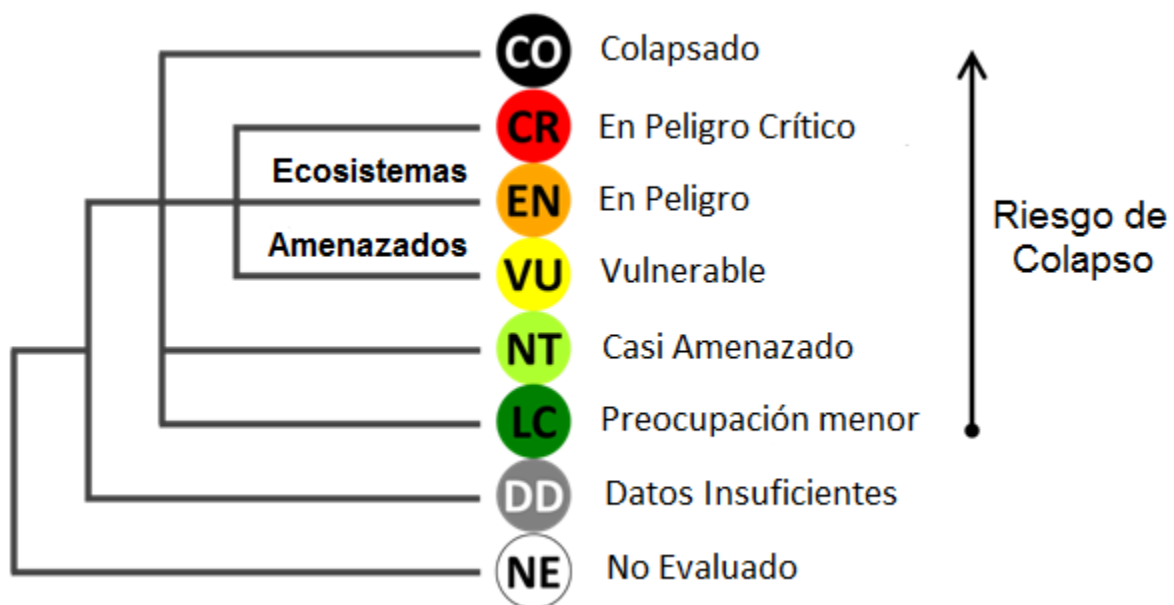 CO Colapsado
CR En Peligro Crítico
Ecosistemas
EN En Peligro
Amenazados
VU Vulnerable
NT Casi Amenazado
LC Preocupación menor
DD Datos Insuficientes
NE No Evaluado
Riesgo de
Colapso